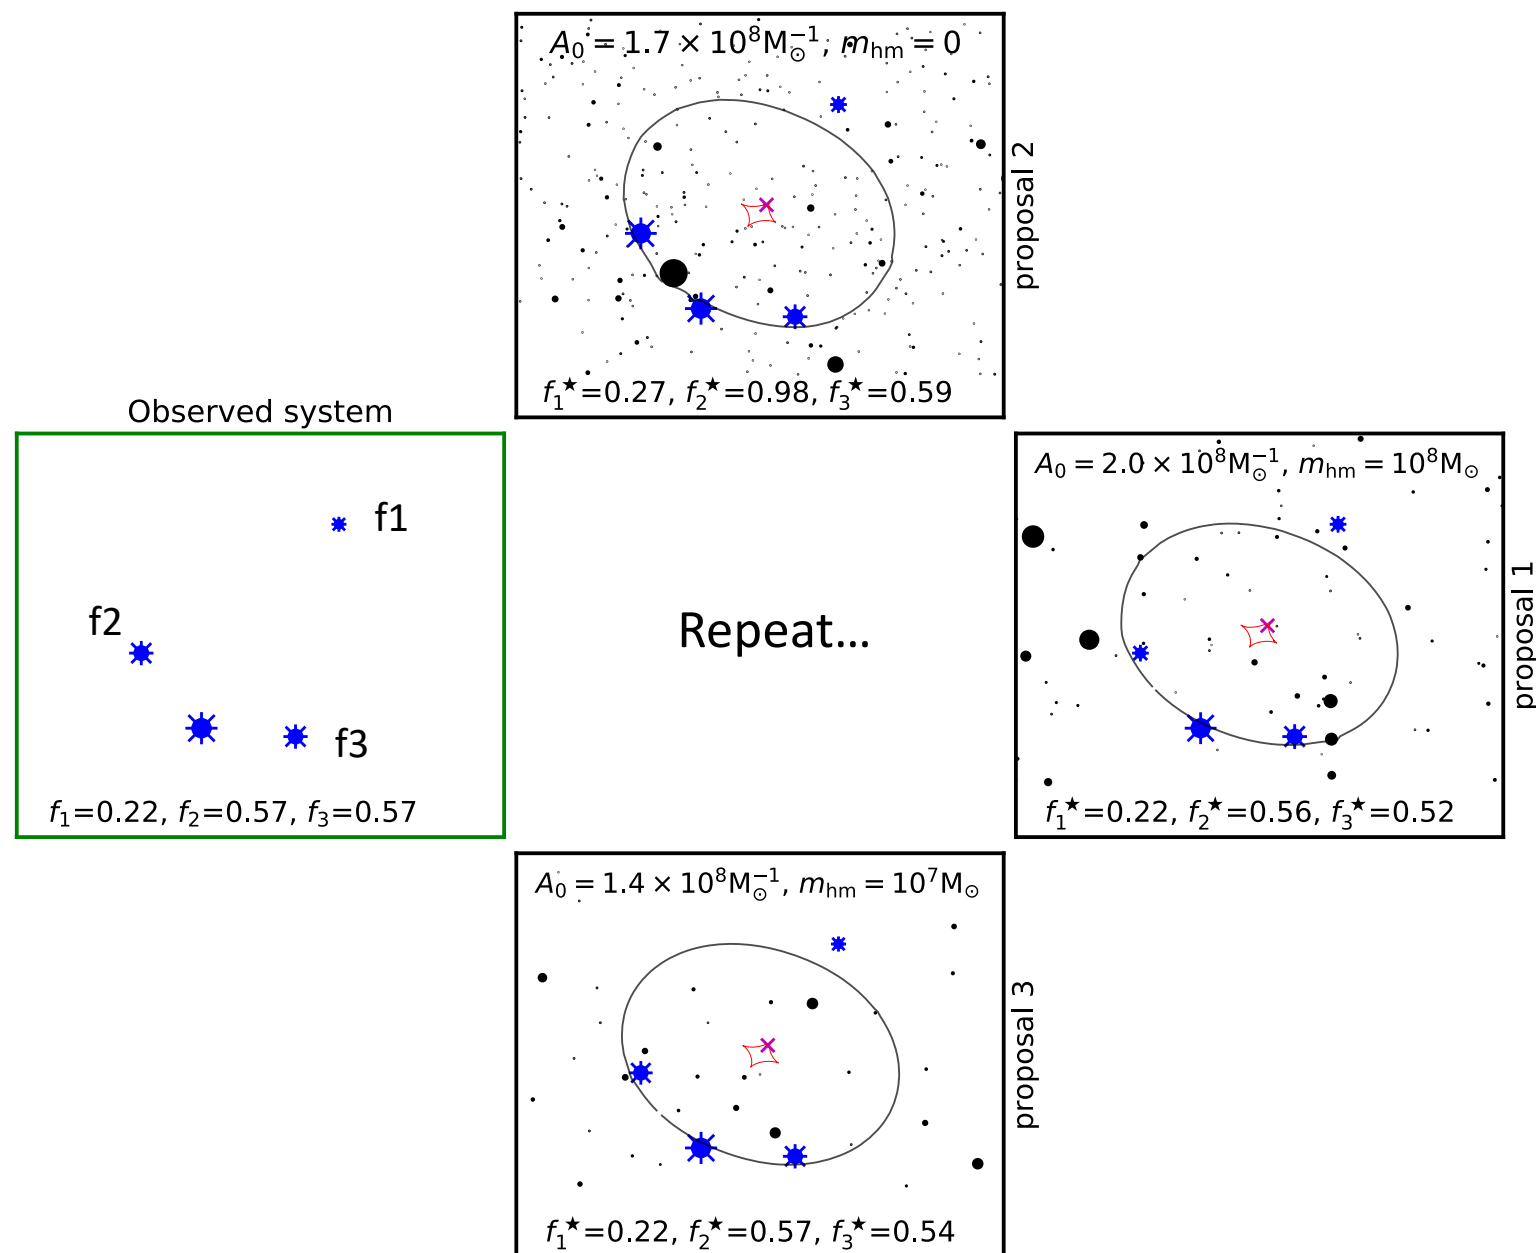 A₀ = 1.7 × 10⁸M⊙⁻¹, m_hm = 0
proposal 2
f₁★=0.27, f₂★=0.98, f₃★=0.59
Observed system
f1
f2
f3
f₁=0.22, f₂=0.57, f₃=0.57
Repeat...
A₀ = 2.0 × 10⁸M⊙⁻¹, m_hm = 10⁸M⊙
proposal 1
f₁★=0.22, f₂★=0.56, f₃★=0.52
A₀ = 1.4 × 10⁸M⊙⁻¹, m_hm = 10⁷M⊙
proposal 3
f₁★=0.22, f₂★=0.57, f₃★=0.54